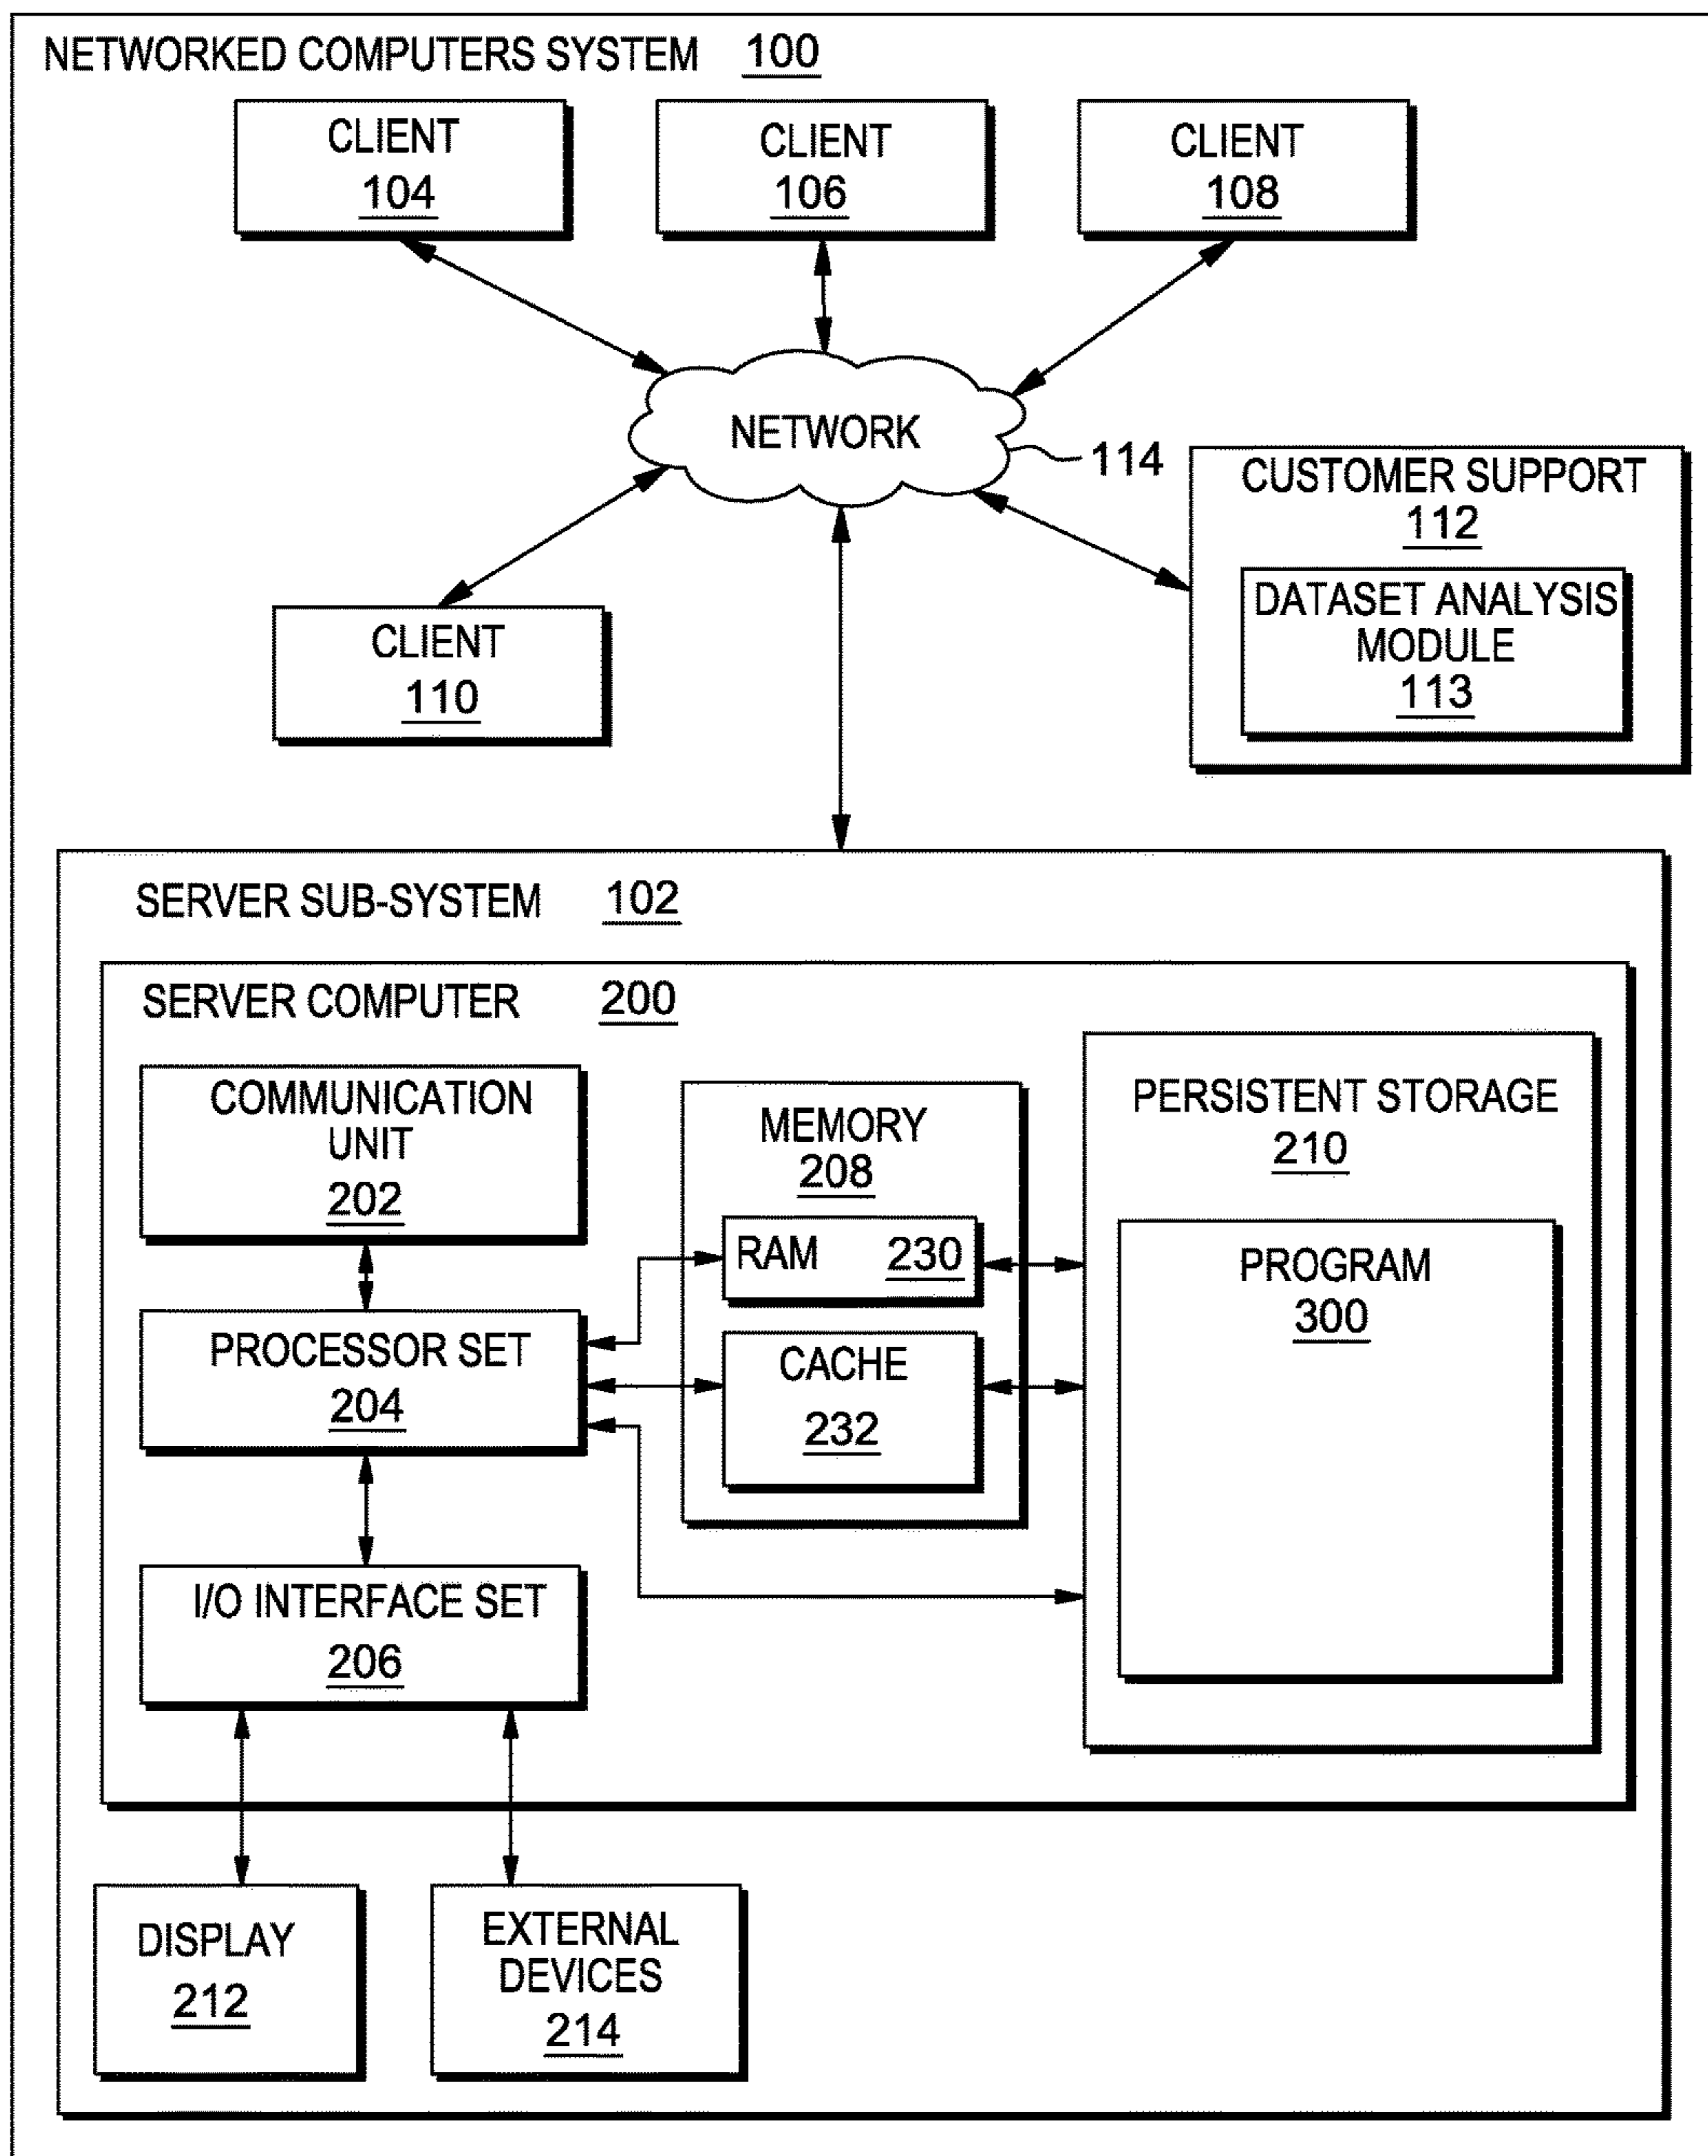 NETWORKED COMPUTERS SYSTEM 100
CLIENT
104
CLIENT
106
CLIENT
108
NETWORK
114
CUSTOMER SUPPORT
112
DATASET ANALYSIS
MODULE
113
CLIENT
110
SERVER SUB-SYSTEM 102
SERVER COMPUTER 200
COMMUNICATION
UNIT
202
PROCESSOR SET
204
I/O INTERFACE SET
206
MEMORY
208
RAM 230
CACHE
232
PERSISTENT STORAGE
210
PROGRAM
300
DISPLAY
212
EXTERNAL
DEVICES
214